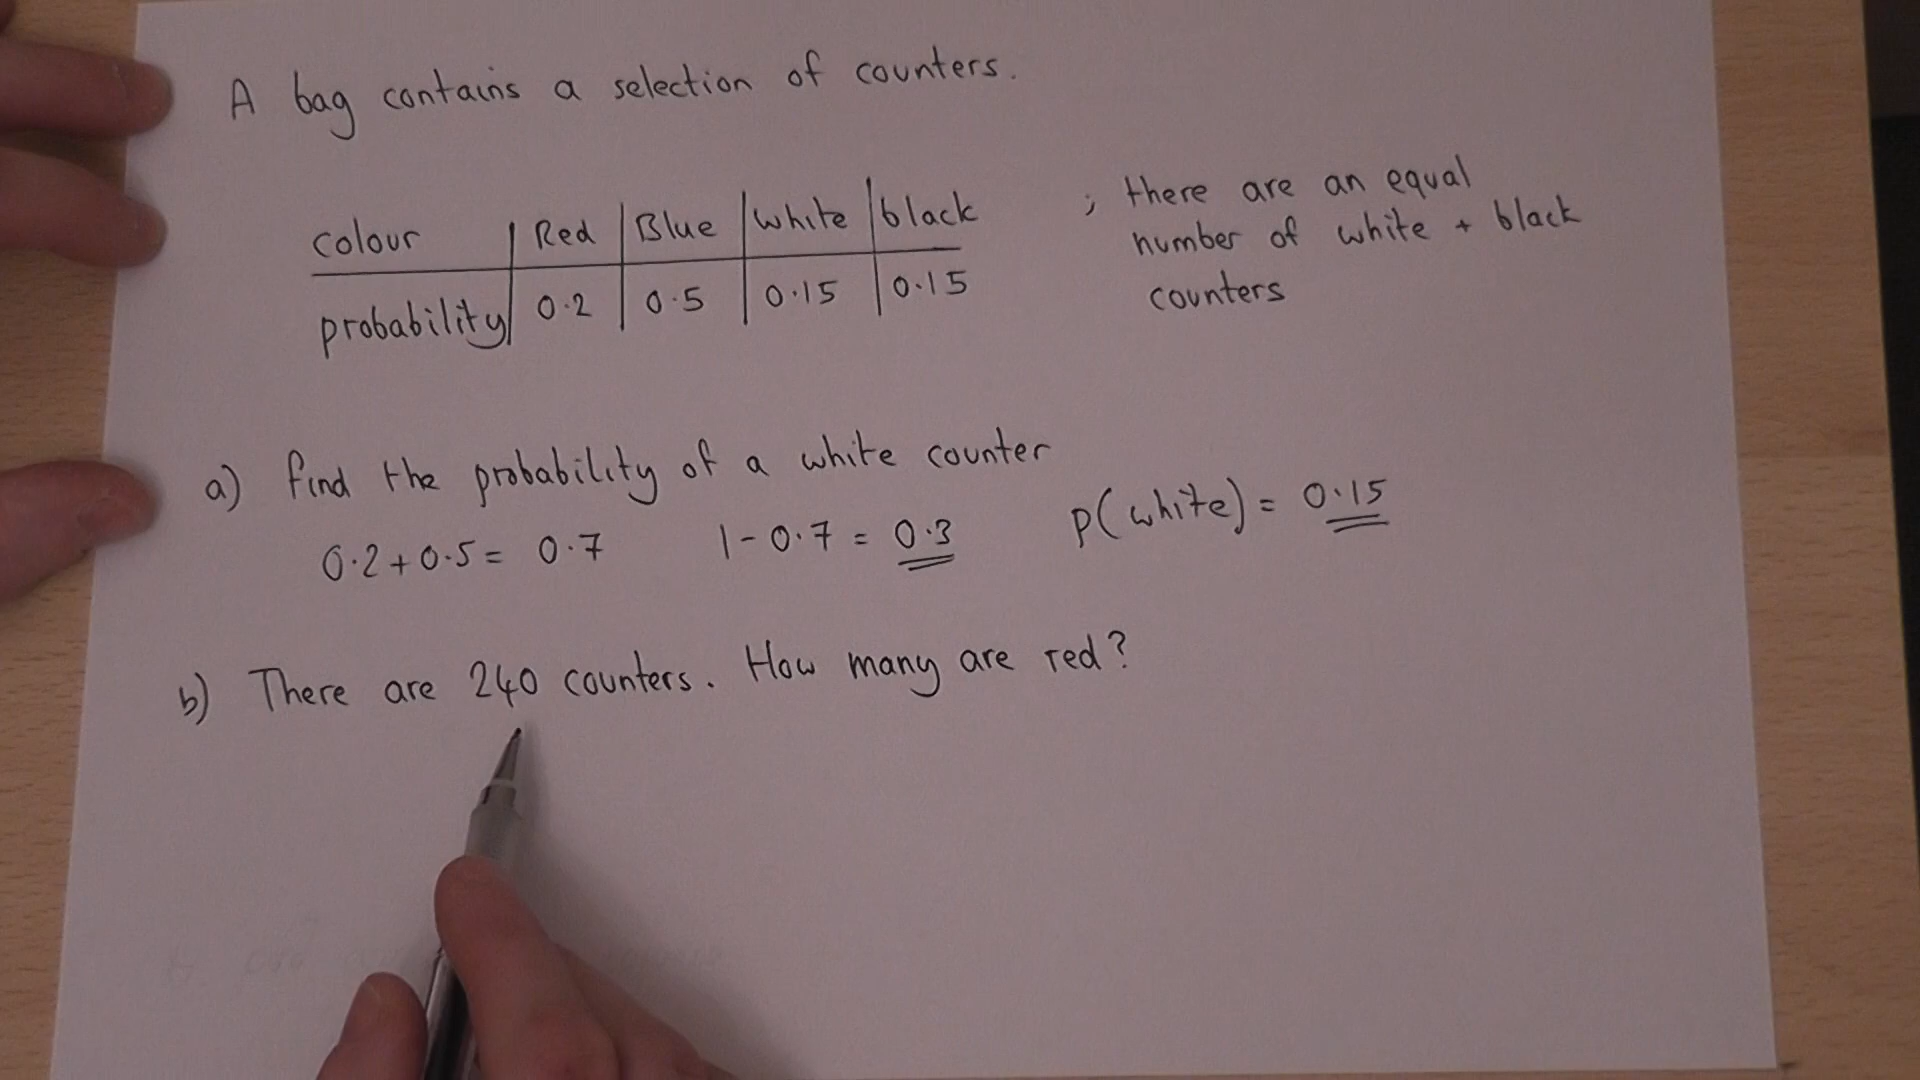 A bag contains a selection of counters.
colour Red Blue white black
probability 0.2 0.5 0.15 0.15
; there are an equal
number of white + black
counters
a) find the probability of a white counter
0.2 + 0.5 = 0.7 1 - 0.7 = 0.3 p(white) = 0.15
b) There are 240 counters. How many are red?